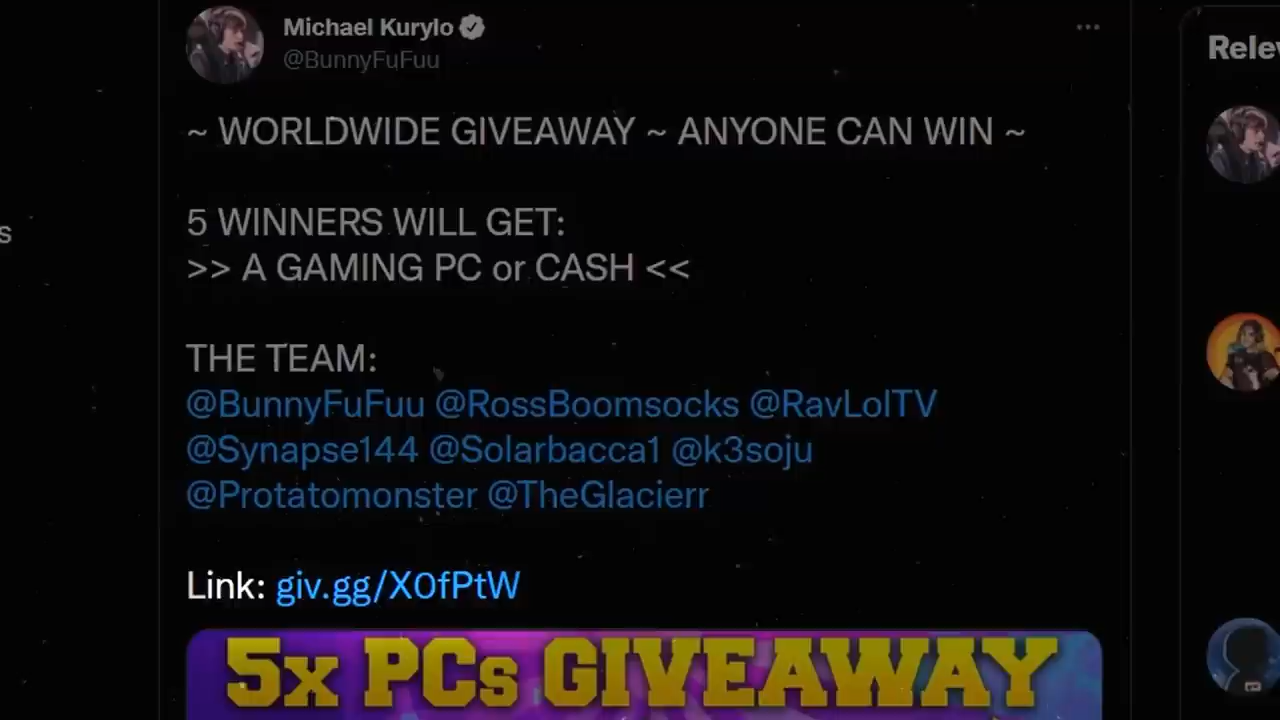 Michael Kurylo
@BunnyFuFuu
~ WORLDWIDE GIVEAWAY ~ ANYONE CAN WIN ~
5 WINNERS WILL GET:
>> A GAMING PC or CASH <<
THE TEAM:
@BunnyFuFuu @RossBoomsocks @RavLolTV
@Synapse144 @Solarbacca1 @k3soju
@Protatomonster @TheGlacierr
Link: giv.gg/X0fPtW
5x PCs GIVEAWAY